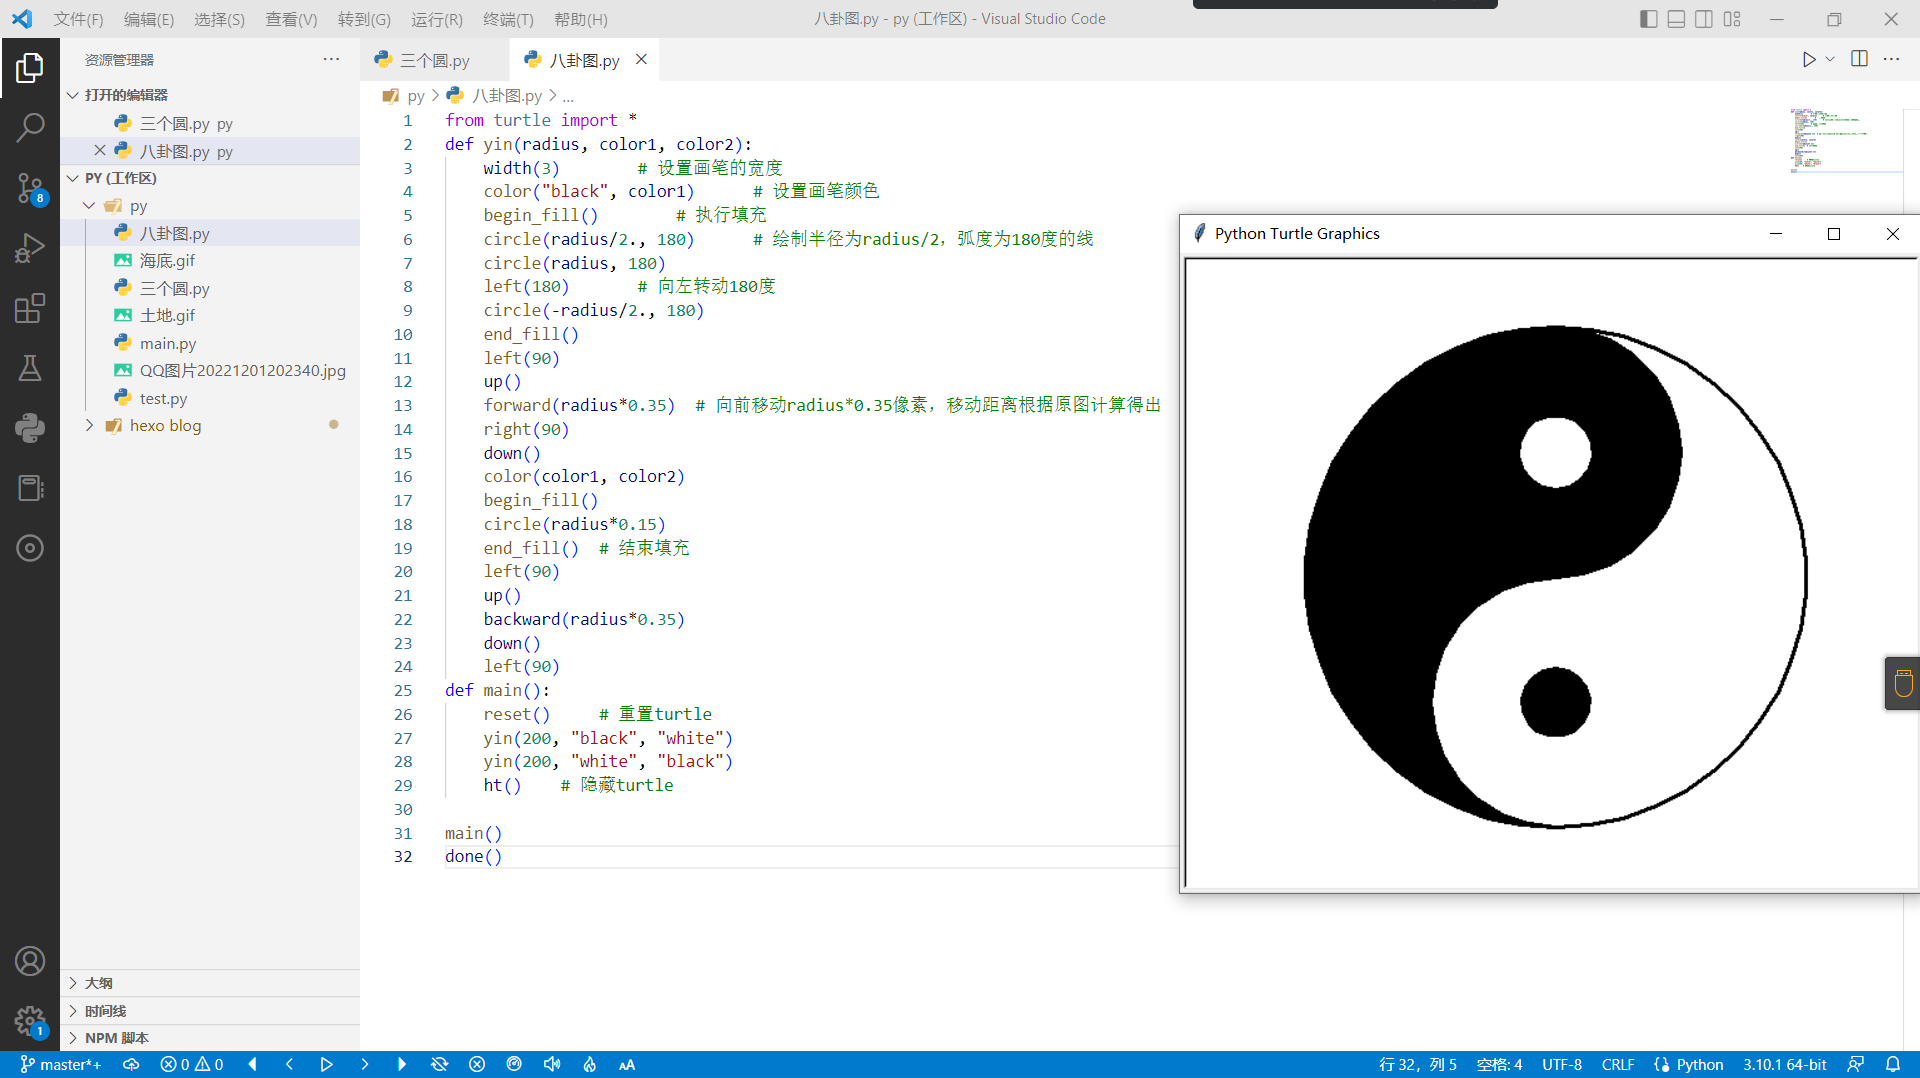 文件(F) 编辑(E) 选择(S) 查看(V) 转到(G) 运行(R) 终端(T) 帮助(H) 八卦图.py - py (工作区) - Visual Studio Code
资源管理器
打开的编辑器
三个圆.py py
八卦图.py py
PY (工作区)
py
八卦图.py
海底.gif
三个圆.py
土地.gif
main.py
QQ图片20221201202340.jpg
test.py
hexo blog
大纲
时间线
NPM 脚本
8
1
三个圆.py 八卦图.py
py > 八卦图.py > ...
1 from turtle import *
2 def yin(radius, color1, color2):
3 width(3) # 设置画笔的宽度
4 color("black", color1) # 设置画笔颜色
5 begin_fill() # 执行填充
6 circle(radius/2., 180) # 绘制半径为radius/2，弧度为180度的线
7 circle(radius, 180)
8 left(180) # 向左转动180度
9 circle(-radius/2., 180)
10 end_fill()
11 left(90)
12 up()
13 forward(radius*0.35) # 向前移动radius*0.35像素，移动距离根据原图计算得出
14 right(90)
15 down()
16 color(color1, color2)
17 begin_fill()
18 circle(radius*0.15)
19 end_fill() # 结束填充
20 left(90)
21 up()
22 backward(radius*0.35)
23 down()
24 left(90)
25 def main():
26 reset() # 重置turtle
27 yin(200, "black", "white")
28 yin(200, "white", "black")
29 ht() # 隐藏turtle
30
31 main()
32 done()
Python Turtle Graphics
master*+ 0 0 行 32，列 5 空格: 4 UTF-8 CRLF Python 3.10.1 64-bit